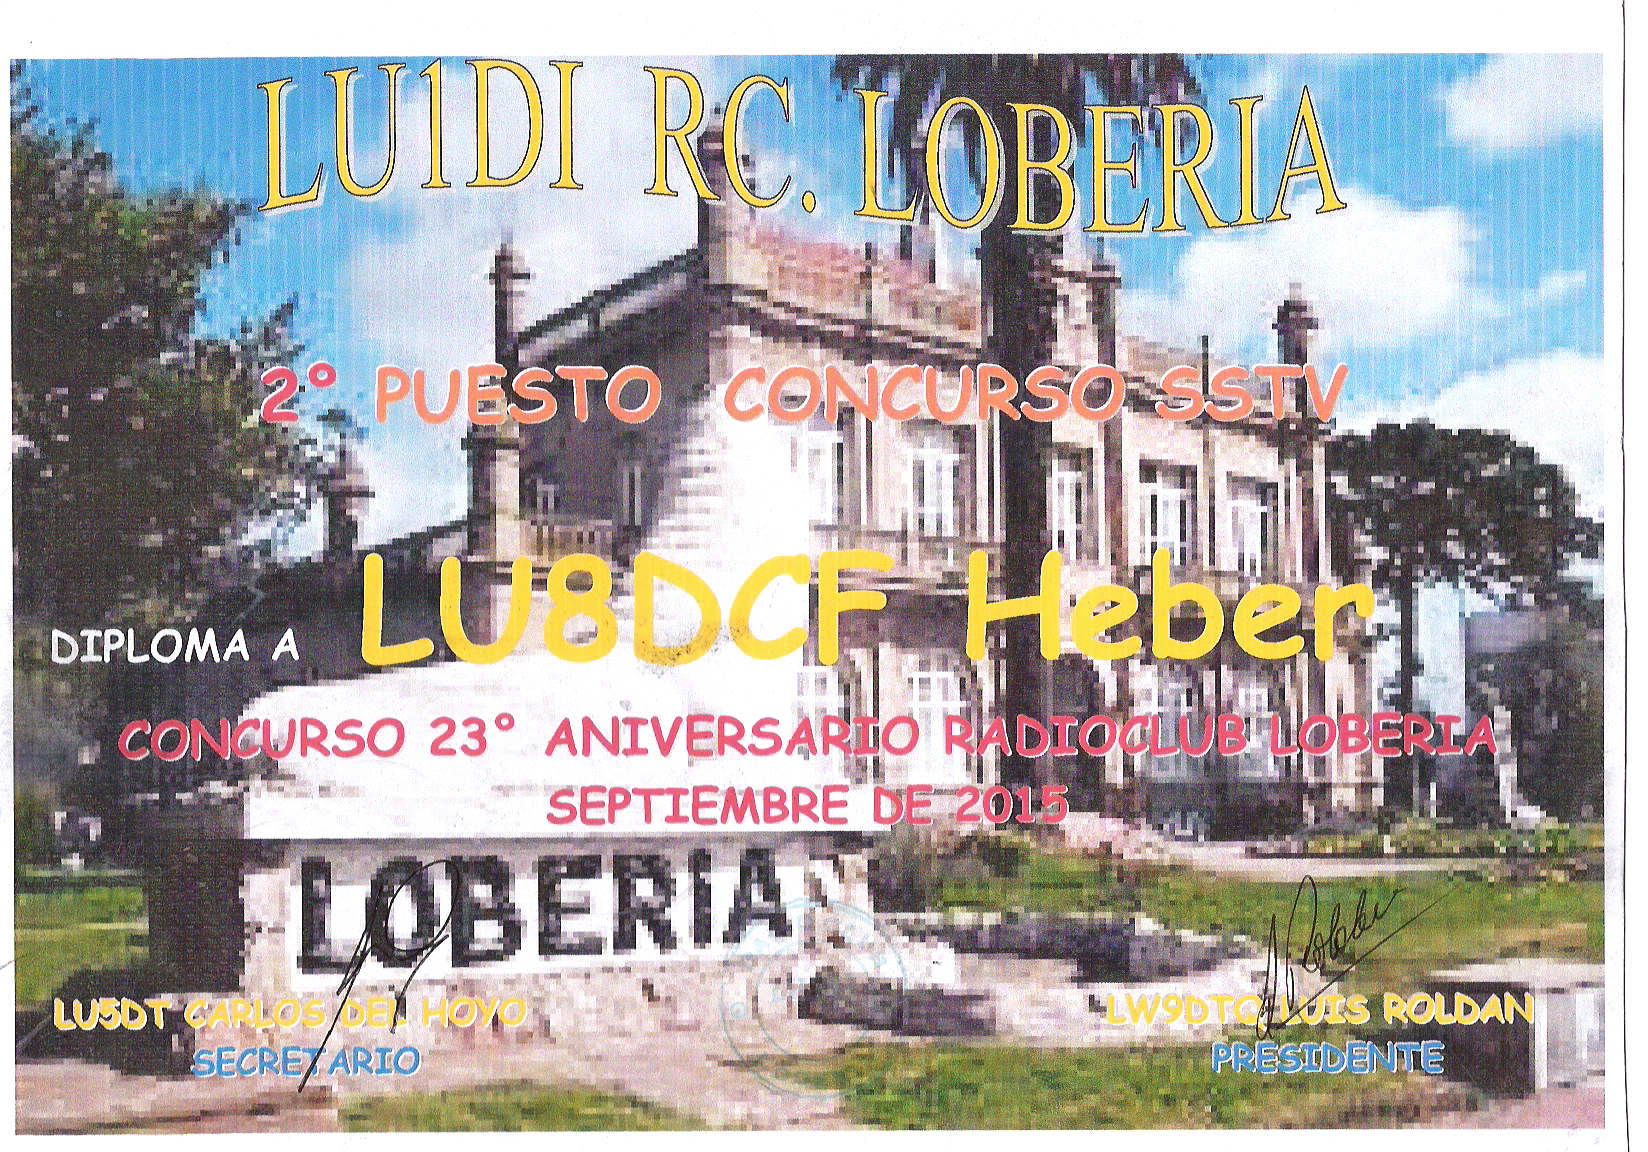 LU1DI RC. LOBERIA
2° PUESTO CONCURSO SSTV
DIPLOMA A LU8DCF Heber
CONCURSO 23° ANIVERSARIO RADIOCLUB LOBERIA
SEPTIEMBRE DE 2015
LOBERIA
LU5DT CARLOS DEL HOYO
SECRETARIO
LW9DTQ LUIS ROLDAN
PRESIDENTE